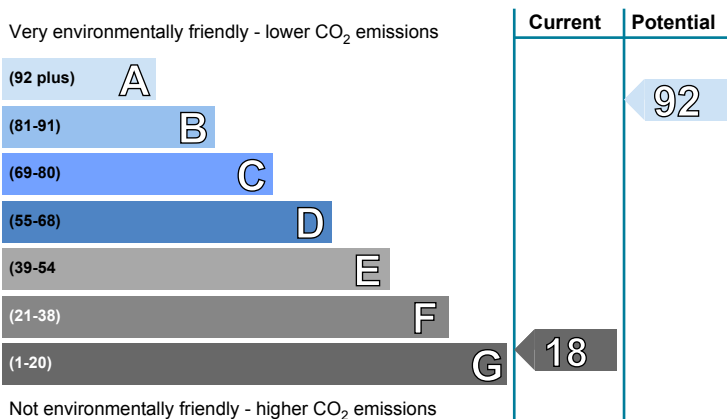 Current Potential
Very environmentally friendly - lower CO2 emissions
(92 plus) A
92
(81-91) B
(69-80) C
(55-68) D
(39-54 E
(21-38) F
(1-20) G 18
Not environmentally friendly - higher CO2 emissions